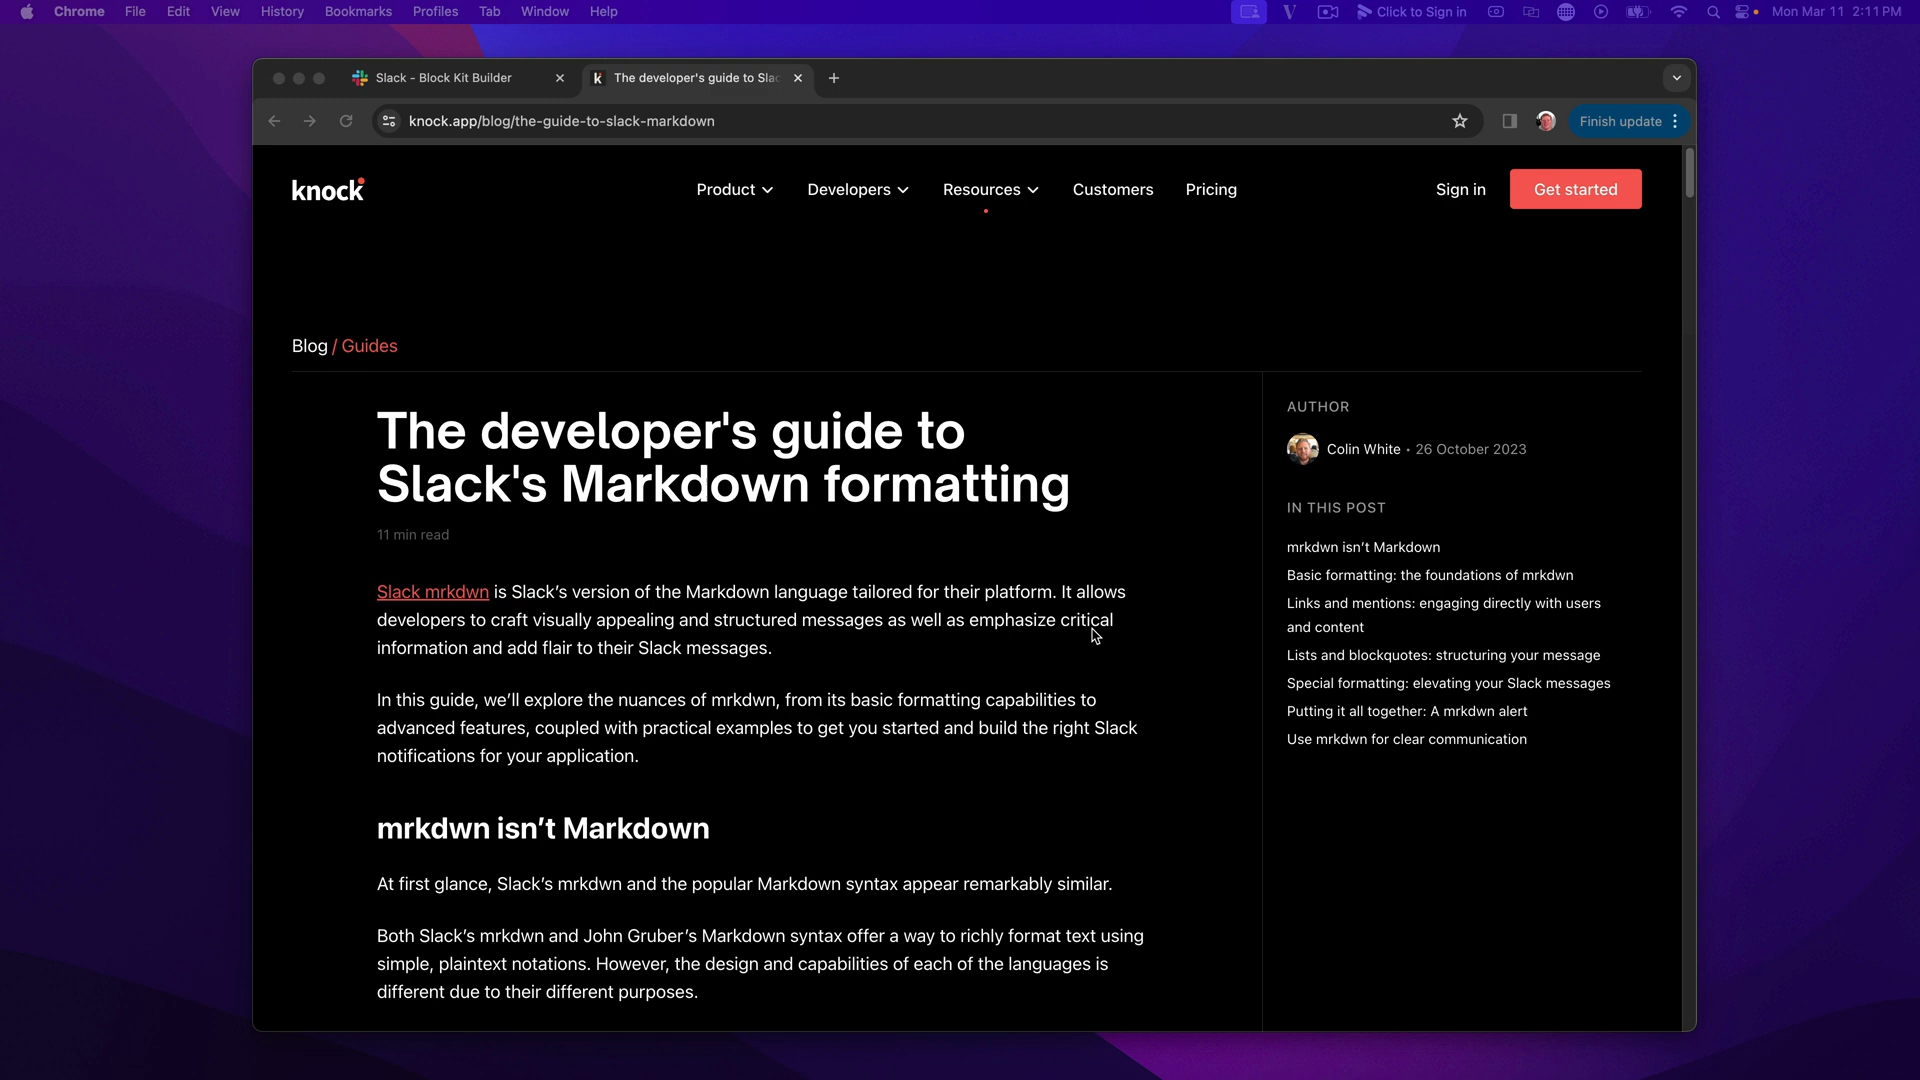 Chrome File Edit View History Bookmarks Profiles Tab Window Help Click to Sign in Mon Mar 11 2:11 PM
Slack - Block Kit Builder
The developer's guide to Slac
knock.app/blog/the-guide-to-slack-markdown
Finish update
knock
Product Developers Resources Customers Pricing
Sign in
Get started
Blog / Guides
The developer's guide to
Slack's Markdown formatting
11 min read
Slack mrkdwn is Slack’s version of the Markdown language tailored for their platform. It allows
developers to craft visually appealing and structured messages as well as emphasize critical
information and add flair to their Slack messages.
In this guide, we’ll explore the nuances of mrkdwn, from its basic formatting capabilities to
advanced features, coupled with practical examples to get you started and build the right Slack
notifications for your application.
mrkdwn isn’t Markdown
At first glance, Slack’s mrkdwn and the popular Markdown syntax appear remarkably similar.
Both Slack’s mrkdwn and John Gruber’s Markdown syntax offer a way to richly format text using
simple, plaintext notations. However, the design and capabilities of each of the languages is
different due to their different purposes.
AUTHOR
Colin White • 26 October 2023
IN THIS POST
mrkdwn isn’t Markdown
Basic formatting: the foundations of mrkdwn
Links and mentions: engaging directly with users
and content
Lists and blockquotes: structuring your message
Special formatting: elevating your Slack messages
Putting it all together: A mrkdwn alert
Use mrkdwn for clear communication